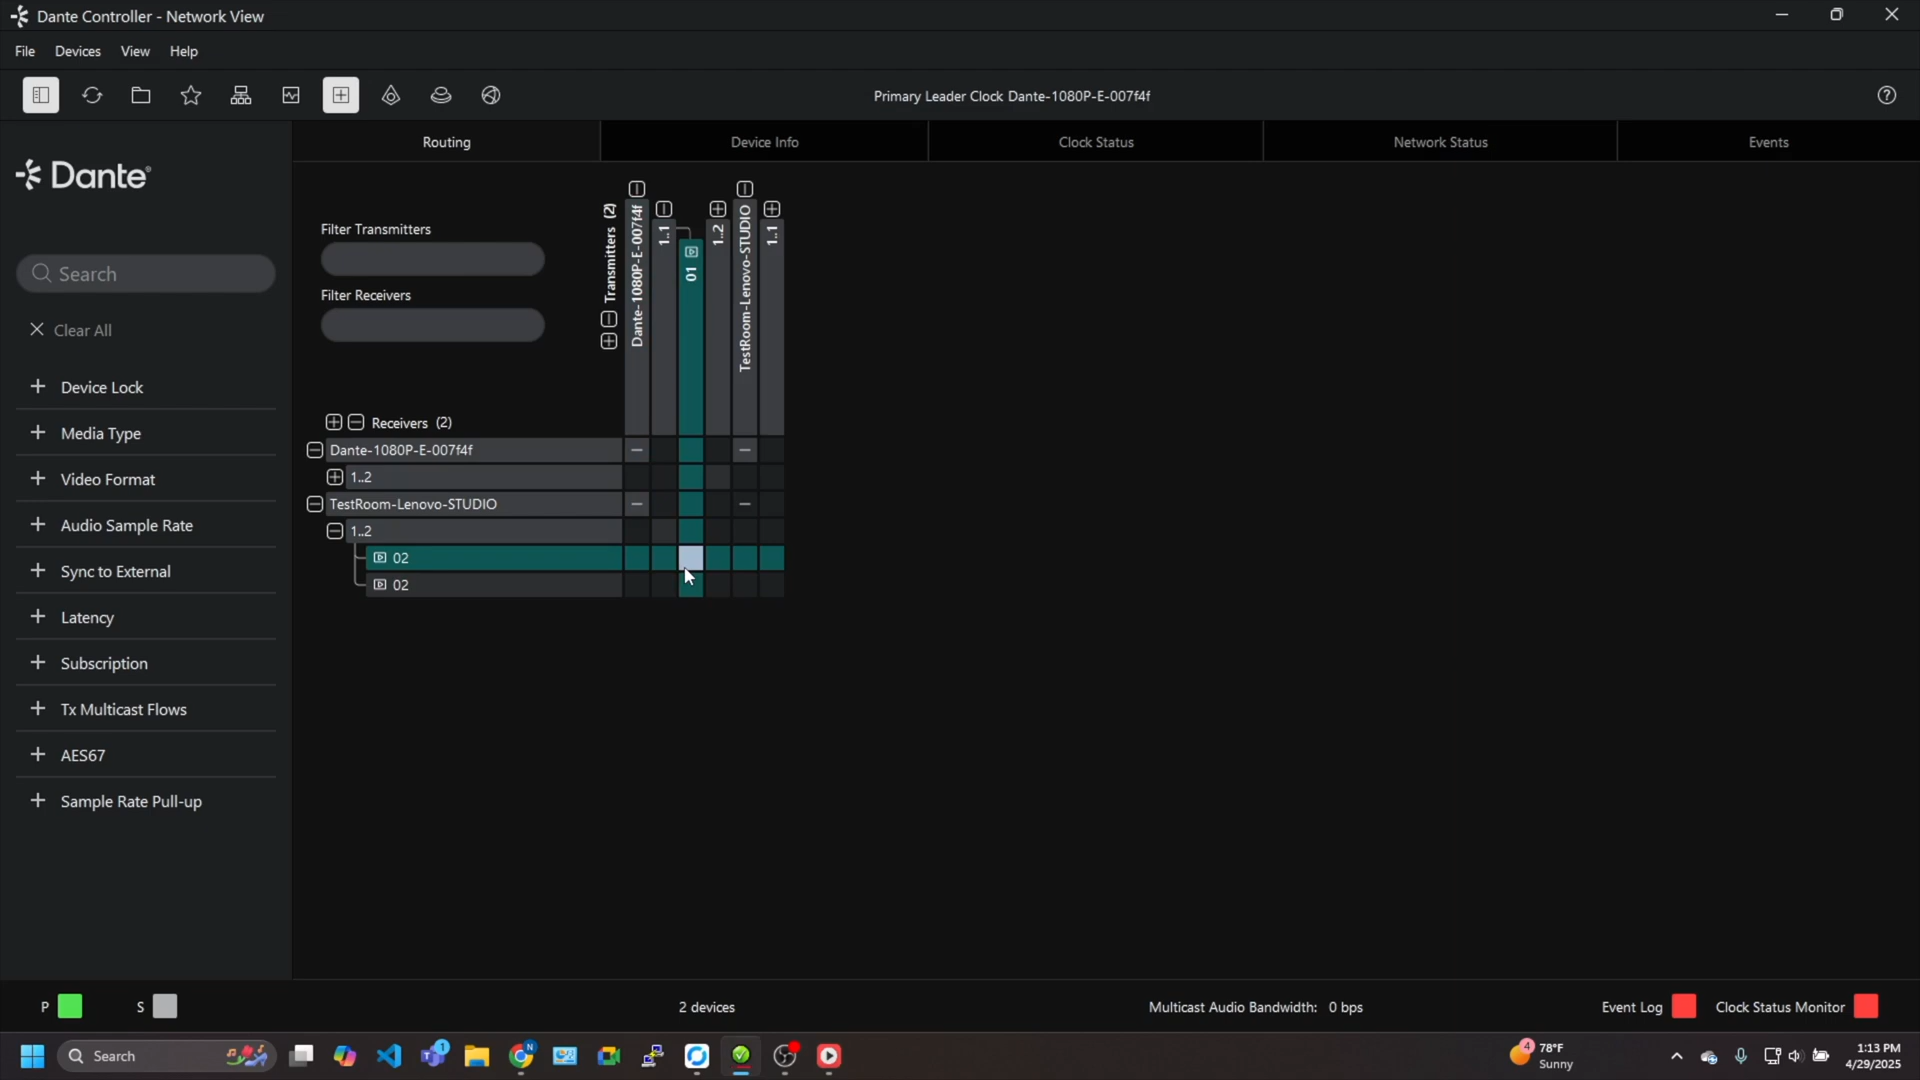 Dante Controller - Network View
File Devices View Help
Primary Leader Clock Dante-1080P-E-007f4f
Routing Device Info Clock Status Network Status Events
Dante®
Search
Clear All
Device Lock
Media Type
Video Format
Audio Sample Rate
Sync to External
Latency
Subscription
Tx Multicast Flows
AES67
Sample Rate Pull-up
Filter Transmitters
Filter Receivers
Transmitters (2)
Dante-1080P-E-007f4f
1..1
01
1..2
TestRoom-Lenovo-STUDIO
1..1
Receivers (2)
Dante-1080P-E-007f4f
1..2
TestRoom-Lenovo-STUDIO
1..2
02
02
P S 2 devices Multicast Audio Bandwidth: 0 bps Event Log Clock Status Monitor
Search
1
N
4
78°F
Sunny
1:13 PM
4/29/2025